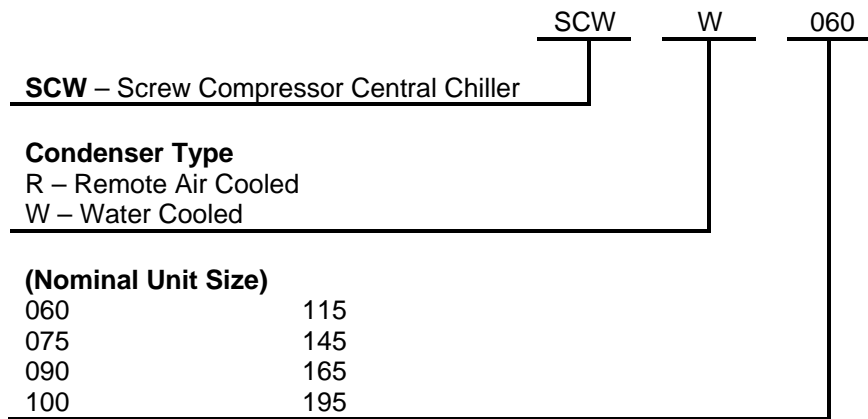 SCW W 060
SCW – Screw Compressor Central Chiller
Condenser Type
R – Remote Air Cooled
W – Water Cooled
(Nominal Unit Size)
060 115
075 145
090 165
100 195